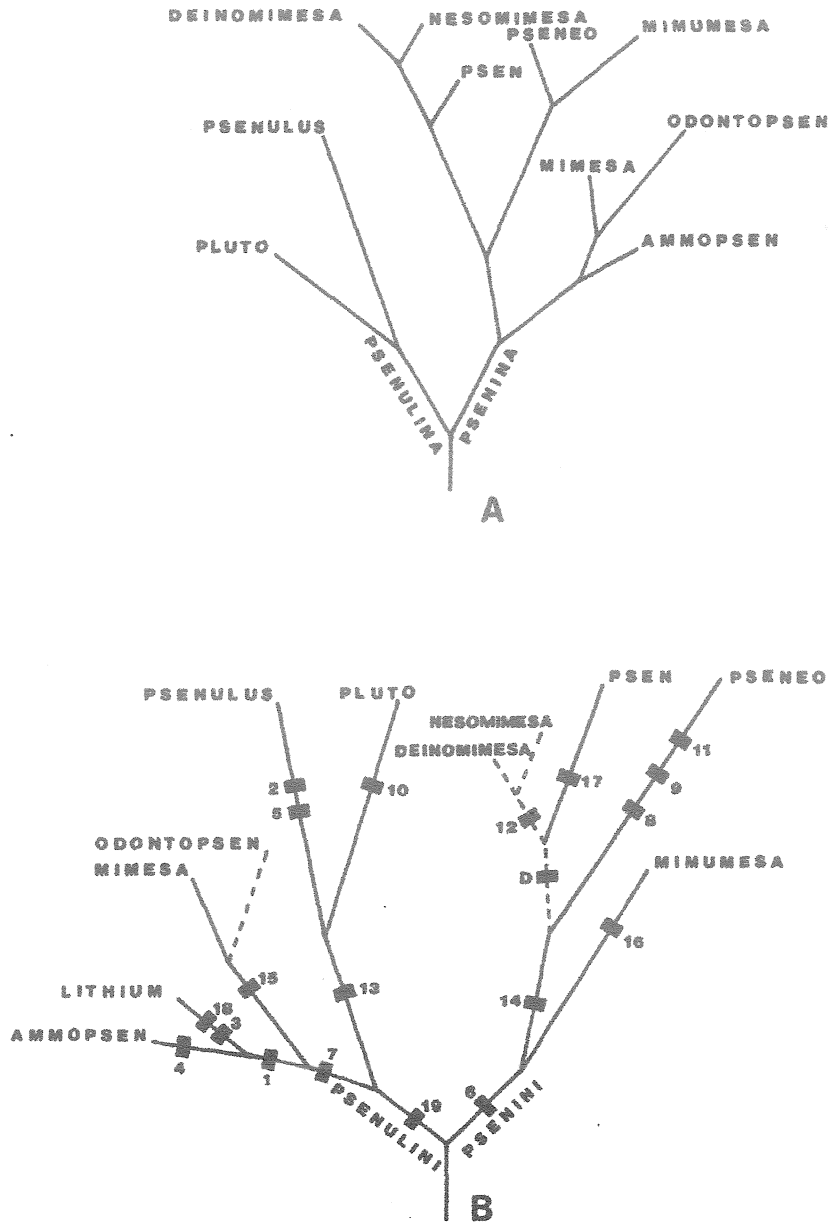 DEINOMIMESA
NESOMIMESA
PSENEO
MIMUMESA
PSEN
PSENULUS
ODONTOPSEN
MIMESA
PLUTO
AMMOPSEN
PSENULINA
PSENINA
A
PSENULUS
PLUTO
PSEN
PSENEO
NESOMIMESA
DEINOMIMESA
11
2
10
17
9
5
8
12
ODONTOPSEN
MIMESA
D
MIMUMESA
16
15
13
14
LITHIUM
18
3
AMMOPSEN
4
1
7
6
19
PSENULINI
PSENINI
B